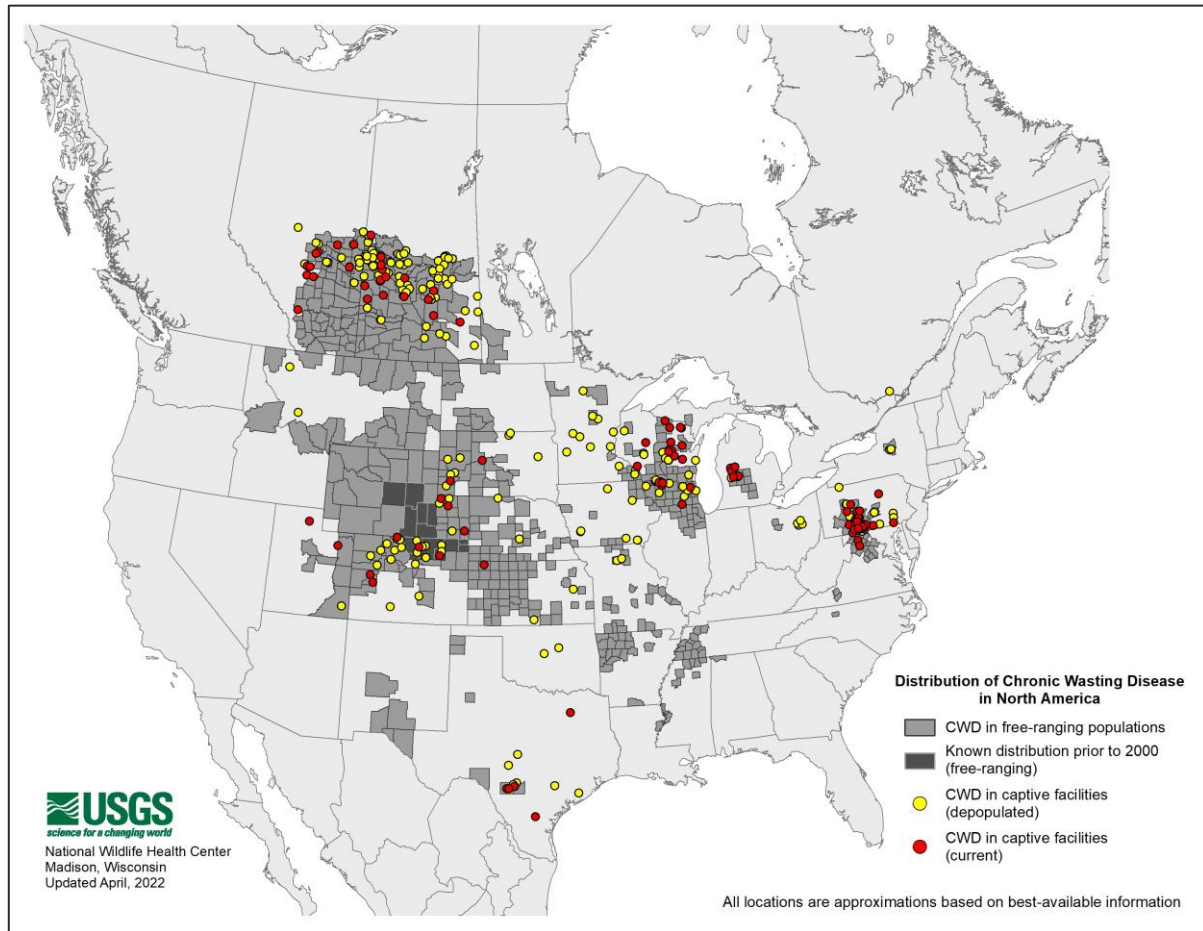 Distribution of Chronic Wasting Disease
in North America
CWD in free-ranging populations
Known distribution prior to 2000
(free-ranging)
CWD in captive facilities
(depopulated)
CWD in captive facilities
(current)
USGS
science for a changing world
National Wildlife Health Center
Madison, Wisconsin
Updated April, 2022
All locations are approximations based on best-available information